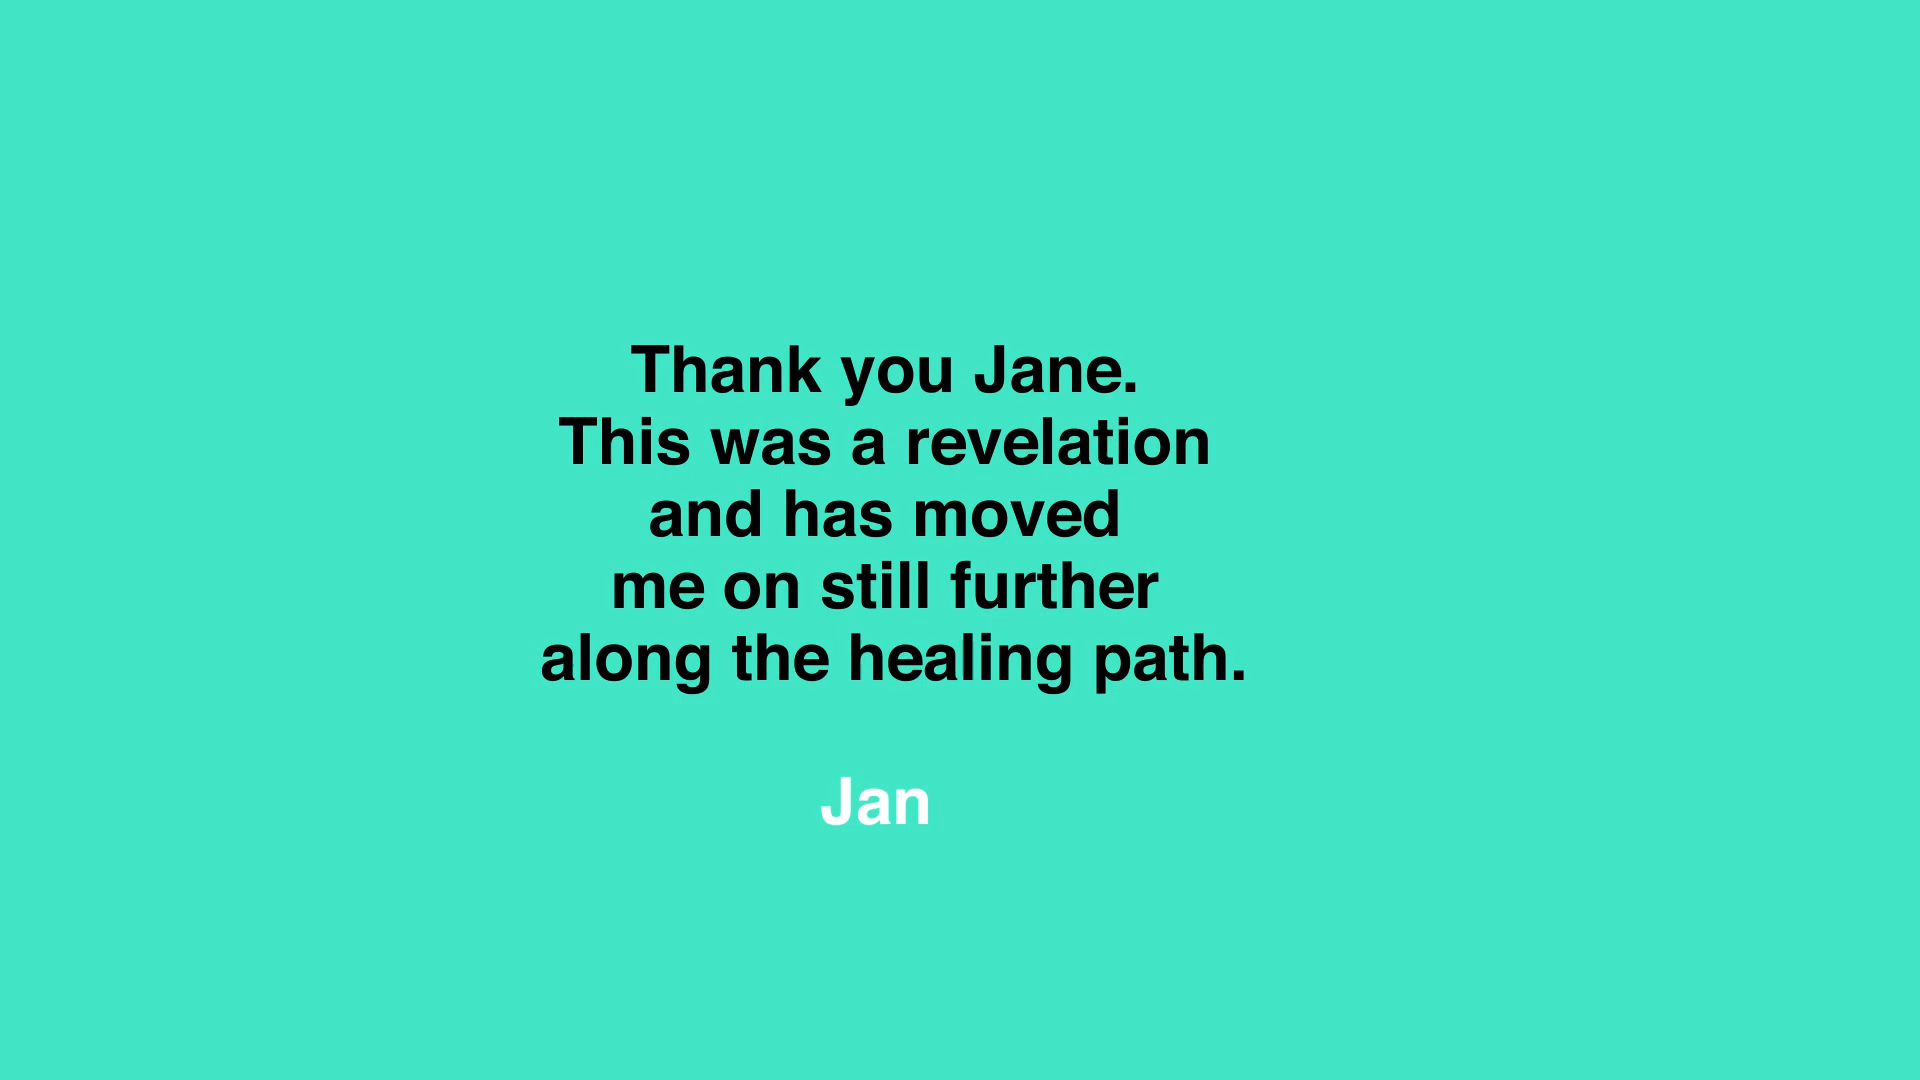 Thank you Jane.
This was a revelation
and has moved
me on still further
along the healing path.
Jan